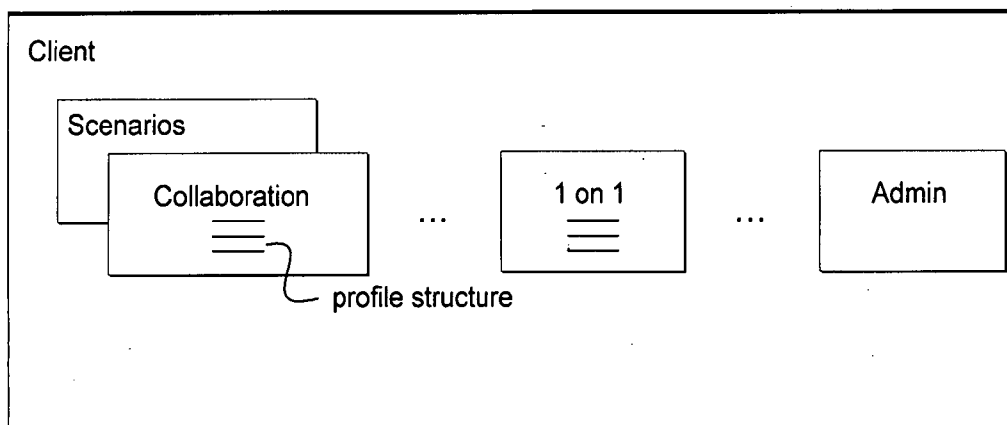 Client
Scenarios
Collaboration
...
1 on 1
...
Admin
profile structure